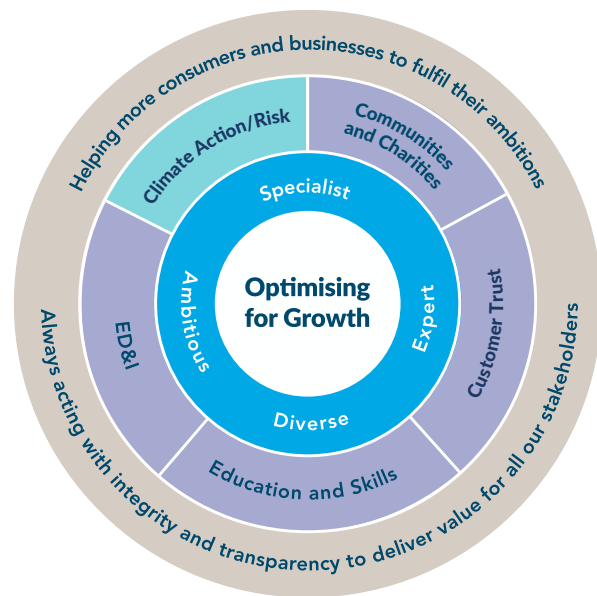 Helping more consumers and businesses to fulfil their ambitions
Climate Action/Risk
Communities
and Charities
Specialist
Ambitious
Optimising
for Growth
Expert
Customer Trust
ED&I
Diverse
Education and Skills
Always acting with integrity and transparency to deliver value for all our stakeholders